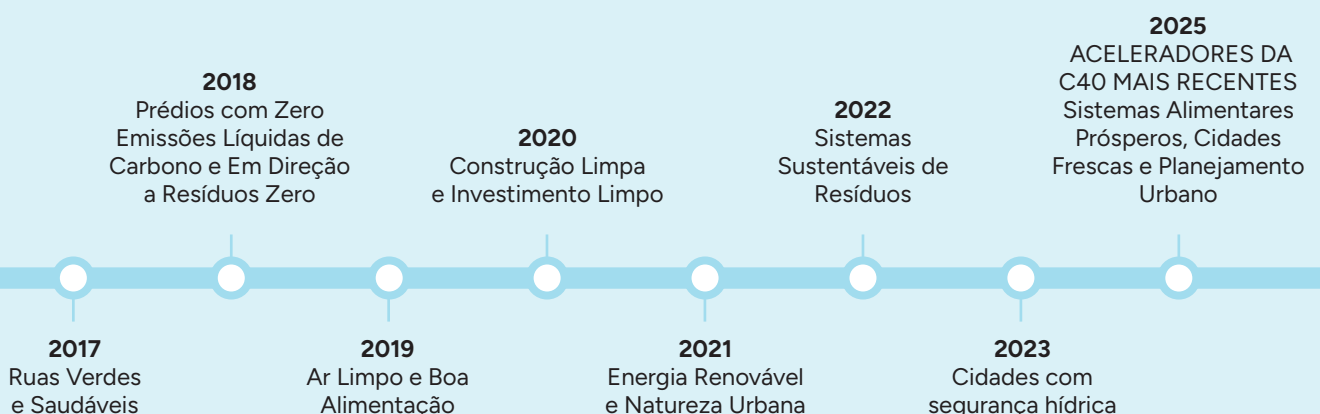 2025
ACELERADORES DA
C40 MAIS RECENTES
Sistemas Alimentares
Prósperos, Cidades
Frescas e Planejamento
Urbano
2018
Prédios com Zero
Emissões Líquidas de
Carbono e Em Direção
a Resíduos Zero
2020
Construção Limpa
e Investimento Limpo
2022
Sistemas
Sustentáveis de
Resíduos
2017
Ruas Verdes
e Saudáveis
2019
Ar Limpo e Boa
Alimentação
2021
Energia Renovável
e Natureza Urbana
2023
Cidades com
segurança hídrica